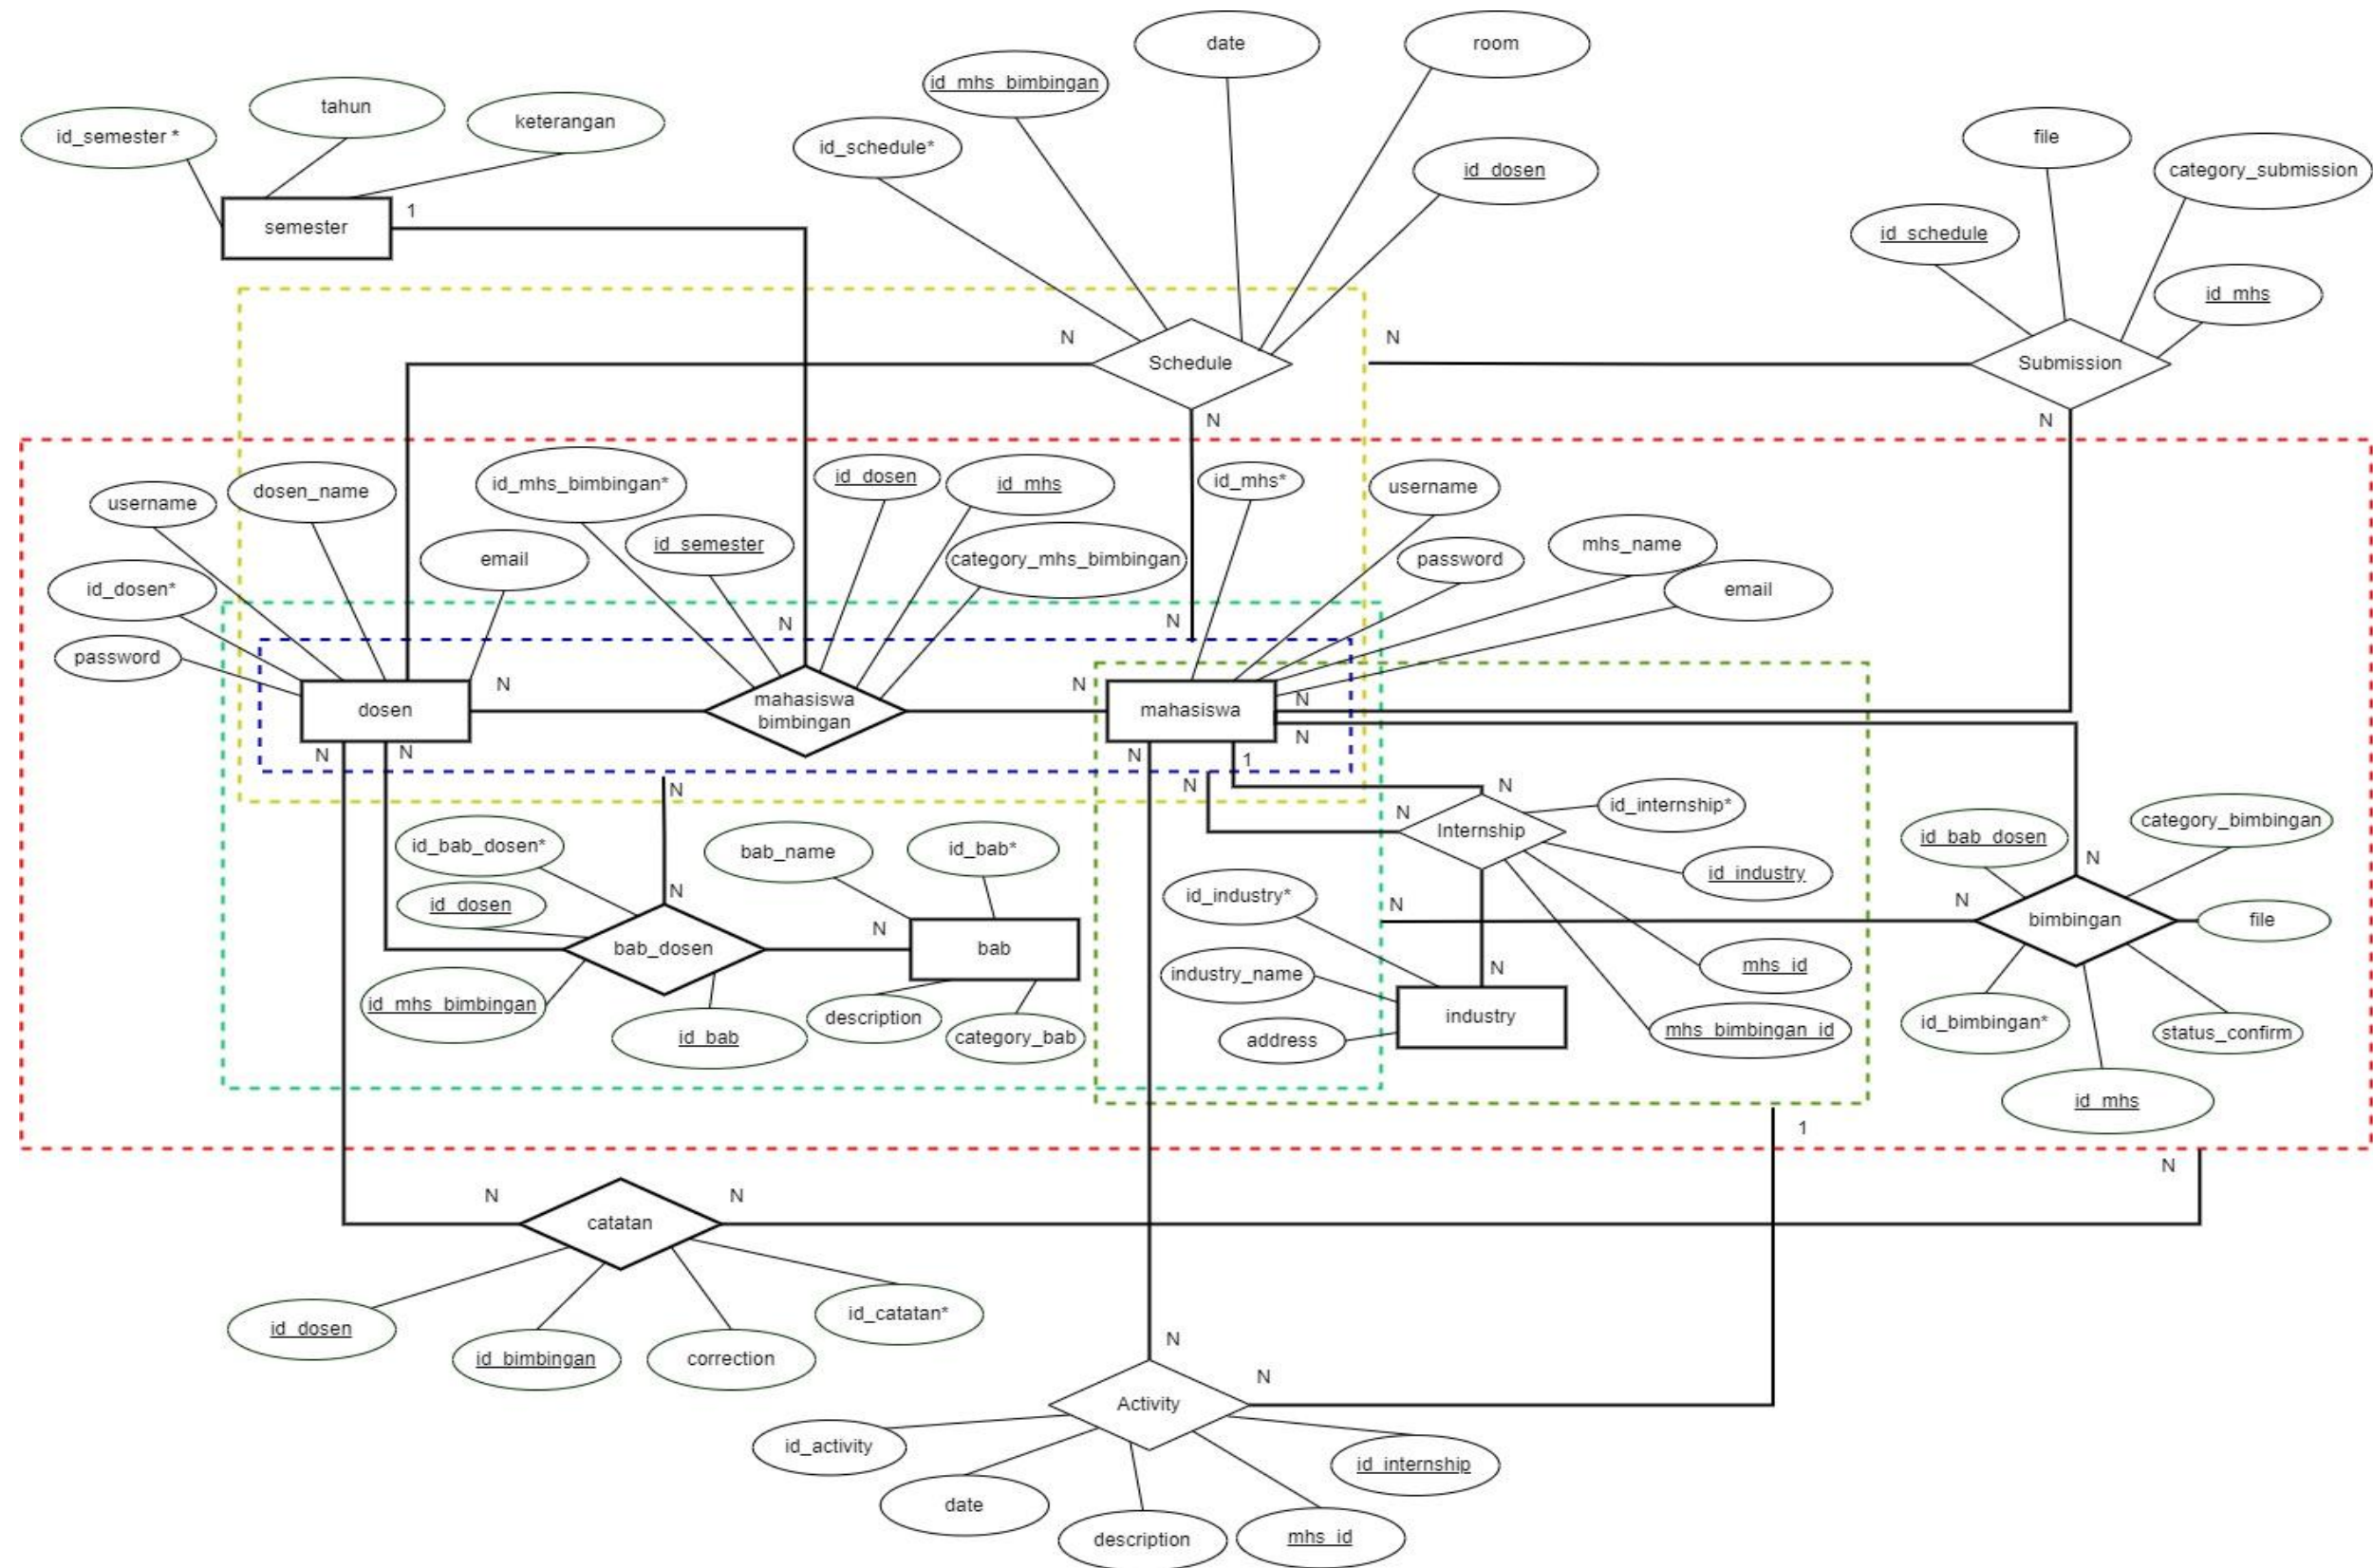 date
room
id_mhs_bimbingan
tahun
keterangan
id_semester *
id_schedule*
file
category_submission
id_dosen
semester
1
id_schedule
id_mhs
N
N
Schedule
Submission
N
N
username
dosen_name
id_mhs_bimbingan*
id_dosen
id_mhs
id_mhs*
username
email
id_semester
category_mhs_bimbingan
password
mhs_name
email
id_dosen*
password
N
N
dosen
N
mahasiswa
bimbingan
N
mahasiswa
N
N
N
N
N
1
N
N
N
id_bab_dosen*
bab_name
id_bab*
N
Internship
id_internship*
id_bab_dosen
category_bimbingan
N
N
id_dosen
id_industry*
id_industry
N
N
bimbingan
file
bab_dosen
N
bab
industry_name
N
mhs_id
id_mhs_bimbingan
id_bab
description
category_bab
address
industry
mhs_bimbingan_id
id_bimbingan*
status_confirm
id_mhs
1
N
N
N
catatan
id_dosen
id_bimbingan
correction
id_catatan*
N
N
Activity
id_activity
date
description
mhs_id
id_internship